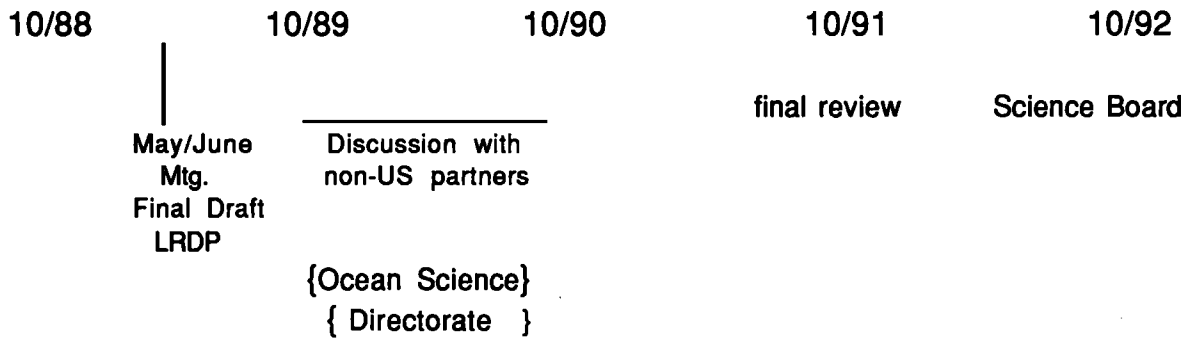 10/88 10/89 10/90 10/91 10/92
final review Science Board
May/June Discussion with
Mtg. non-US partners
Final Draft
LRDP
{Ocean Science}
{ Directorate }